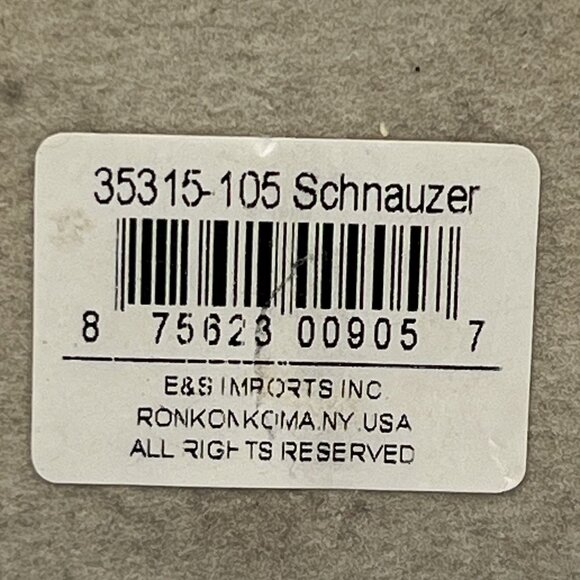 35315-105 Schnauzer
8 75623 00905 7
E&S IMPORTS INC.
RONKONKOMA.NY.USA
ALL RIGHTS RESERVED